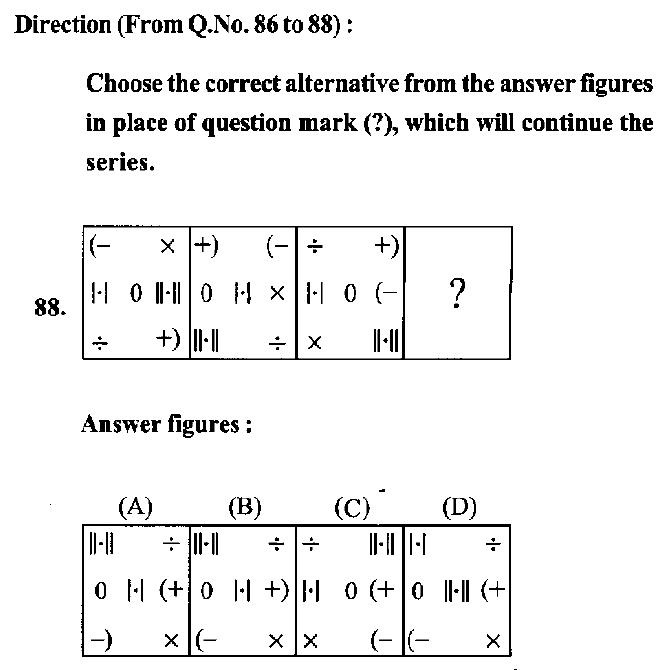 Direction (From Q.No. 86 to 88) :
Choose the correct alternative from the answer figures
in place of question mark (?), which will continue the
series.
(– × +) (– ÷ +)
88. |·| 0 ||·|| 0 |·| × |·| 0 (– ?
÷ +) ||·|| ÷ × ||·||
Answer figures :
(A) (B) (C) (D)
||·|| ÷ ||·|| ÷ ÷ ||·|| |·| ÷
0 |·| (+ 0 |·| +) |·| 0 (+ 0 ||·|| (+
–) × (– × × (– (– ×